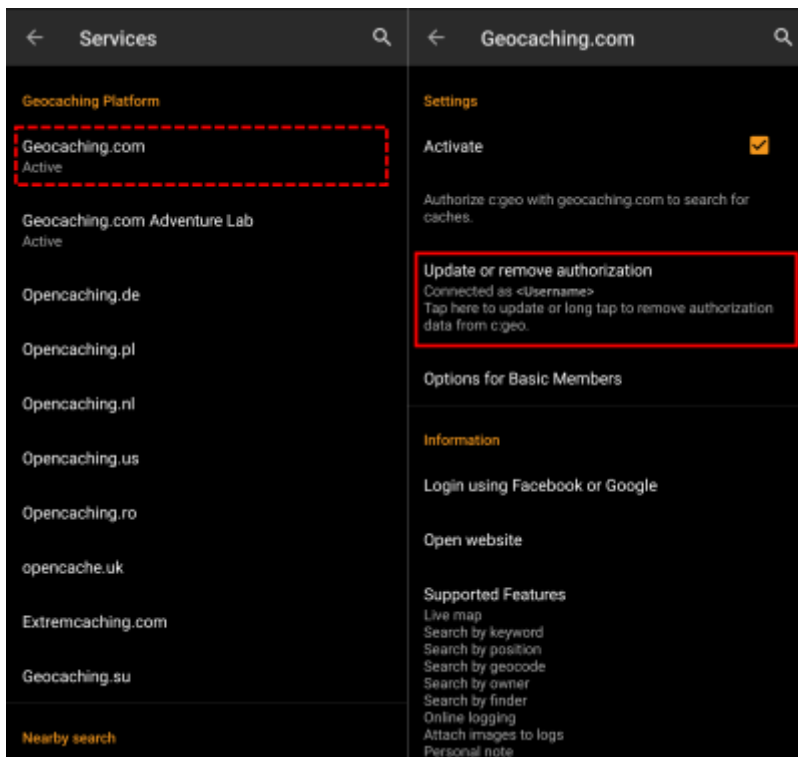 Services
Geocaching Platform
Geocaching.com
Active
Geocaching.com Adventure Lab
Active
Opencaching.de
Opencaching.pl
Opencaching.nl
Opencaching.us
Opencaching.ro
opencache.uk
Extremcaching.com
Geocaching.su
Nearby search
Geocaching.com
Settings
Activate
Authorize c:geo with geocaching.com to search for
caches.
Update or remove authorization
Connected as <Username>
Tap here to update or long tap to remove authorization
data from c:geo.
Options for Basic Members
Information
Login using Facebook or Google
Open website
Supported Features
Live map
Search by keyword
Search by position
Search by geocode
Search by owner
Search by finder
Online logging
Attach images to logs
Personal note